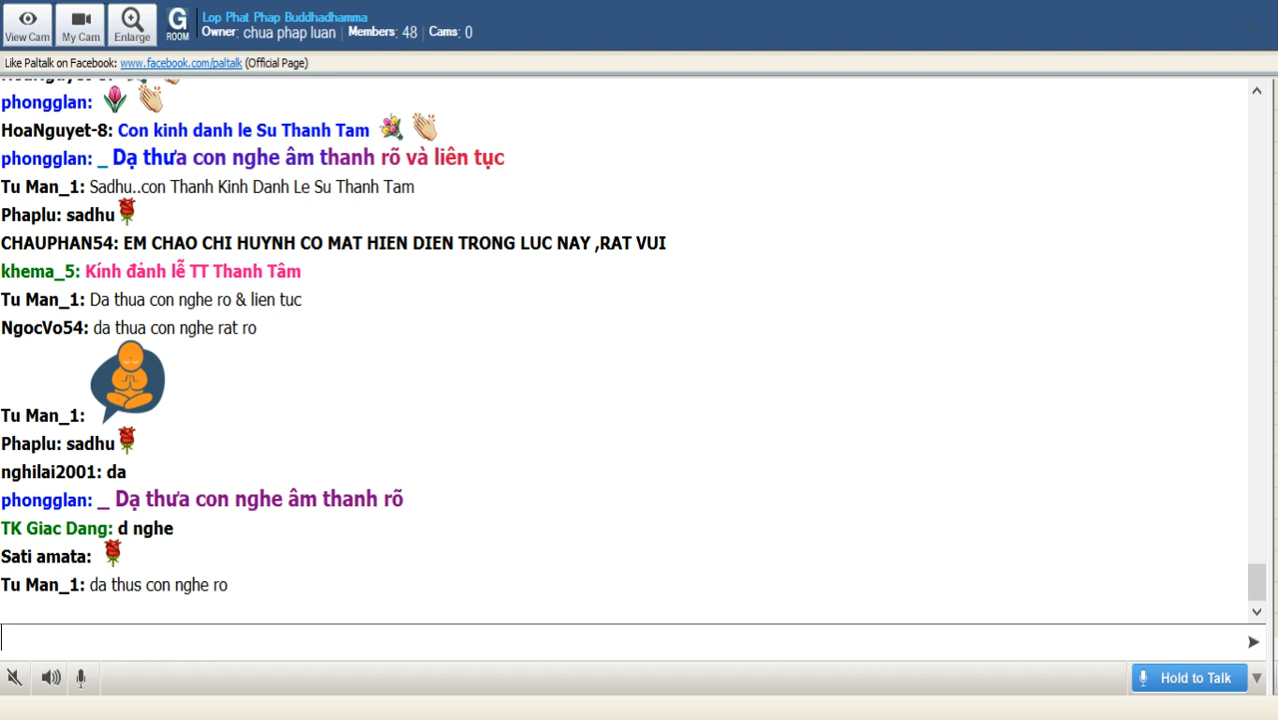 View Cam
My Cam
Enlarge
G
ROOM
Lop Phat Phap Buddhadhamma
Owner: chua phap luan | Members: 48 | Cams: 0
Like Paltalk on Facebook: www.facebook.com/paltalk (Official Page)
phongglan:
HoaNguyet-8: Con kinh danh le Su Thanh Tam
phongglan: _ Dạ thưa con nghe âm thanh rõ và liên tục
Tu Man_1: Sadhu..con Thanh Kinh Danh Le Su Thanh Tam
Phaplu: sadhu
CHAUPHAN54: EM CHAO CHI HUYNH CO MAT HIEN DIEN TRONG LUC NAY ,RAT VUI
khema_5: Kính đảnh lễ TT Thanh Tâm
Tu Man_1: Da thua con nghe ro & lien tuc
NgocVo54: da thua con nghe rat ro
Tu Man_1:
Phaplu: sadhu
nghilai2001: da
phongglan: _ Dạ thưa con nghe âm thanh rõ
TK Giac Dang: d nghe
Sati amata:
Tu Man_1: da thus con nghe ro
Hold to Talk